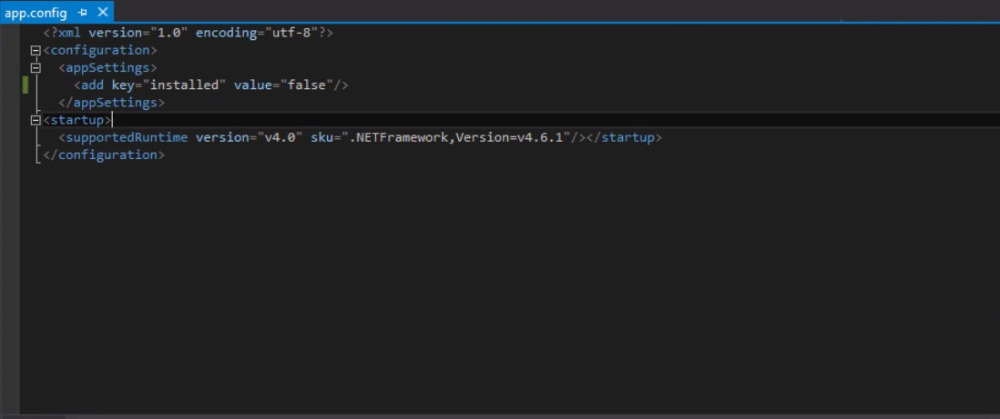 app.config
<?xml version="1.0" encoding="utf-8"?>
<configuration>
<appSettings>
<add key="installed" value="false"/>
</appSettings>
<startup>
<supportedRuntime version="v4.0" sku=".NETFramework,Version=v4.6.1"/></startup>
</configuration>